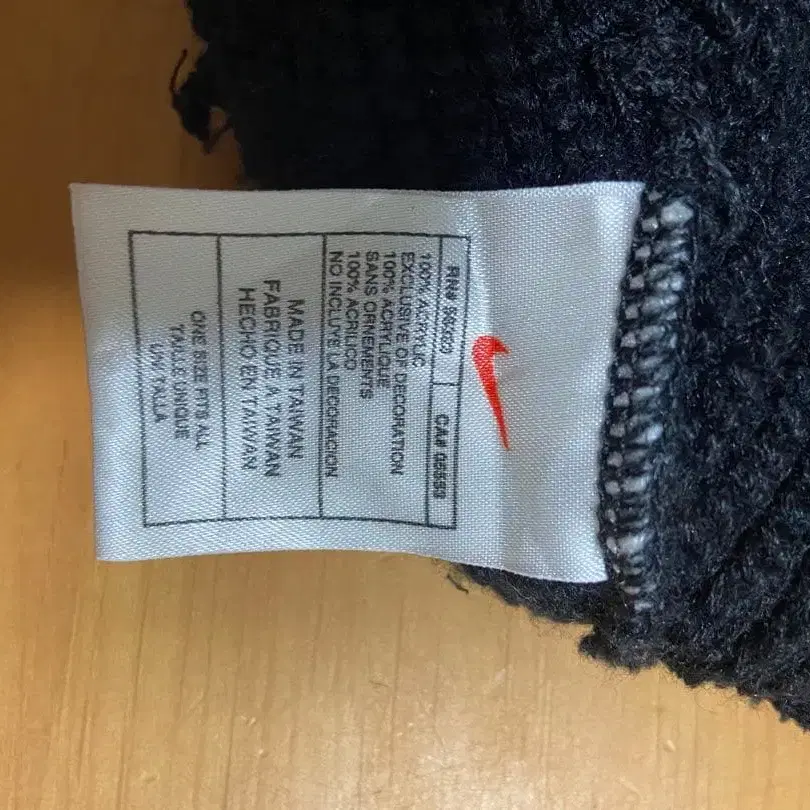 RN# 56323 CA# 05553
100% ACRYLIC
EXCLUSIVE OF DECORATION
100% ACRYLIQUE
SANS ORNEMENTS
100% ACRILICO
NO INCLUYE LA DECORACION
MADE IN TAIWAN
FABRIQUE A TAIWAN
HECHO EN TAIWAN
ONE SIZE FITS ALL
TAILLE UNIQUE
UNI TALLA